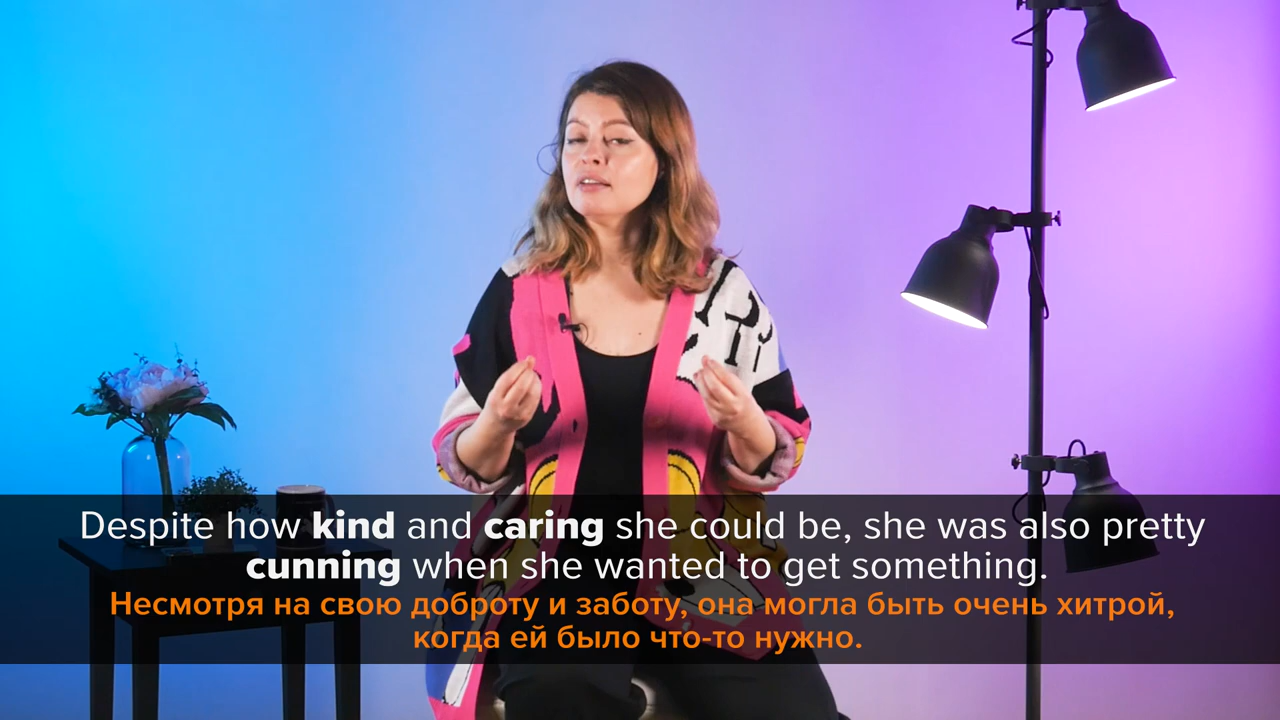 Despite how kind and caring she could be, she was also pretty
cunning when she wanted to get something.
Несмотря на свою доброту и заботу, она могла быть очень хитрой,
когда ей было что-то нужно.